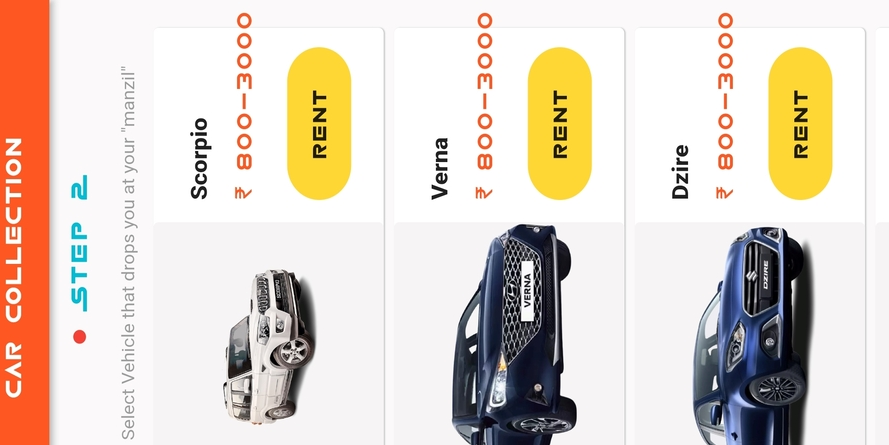 CAR COLLECTION
STEP 2
Select Vehicle that drops you at your "manzil"
Scorpio
₹ 800-3000
RENT
Verna
₹ 800-3000
RENT
VERNA
Dzire
₹ 800-3000
RENT
DZIRE